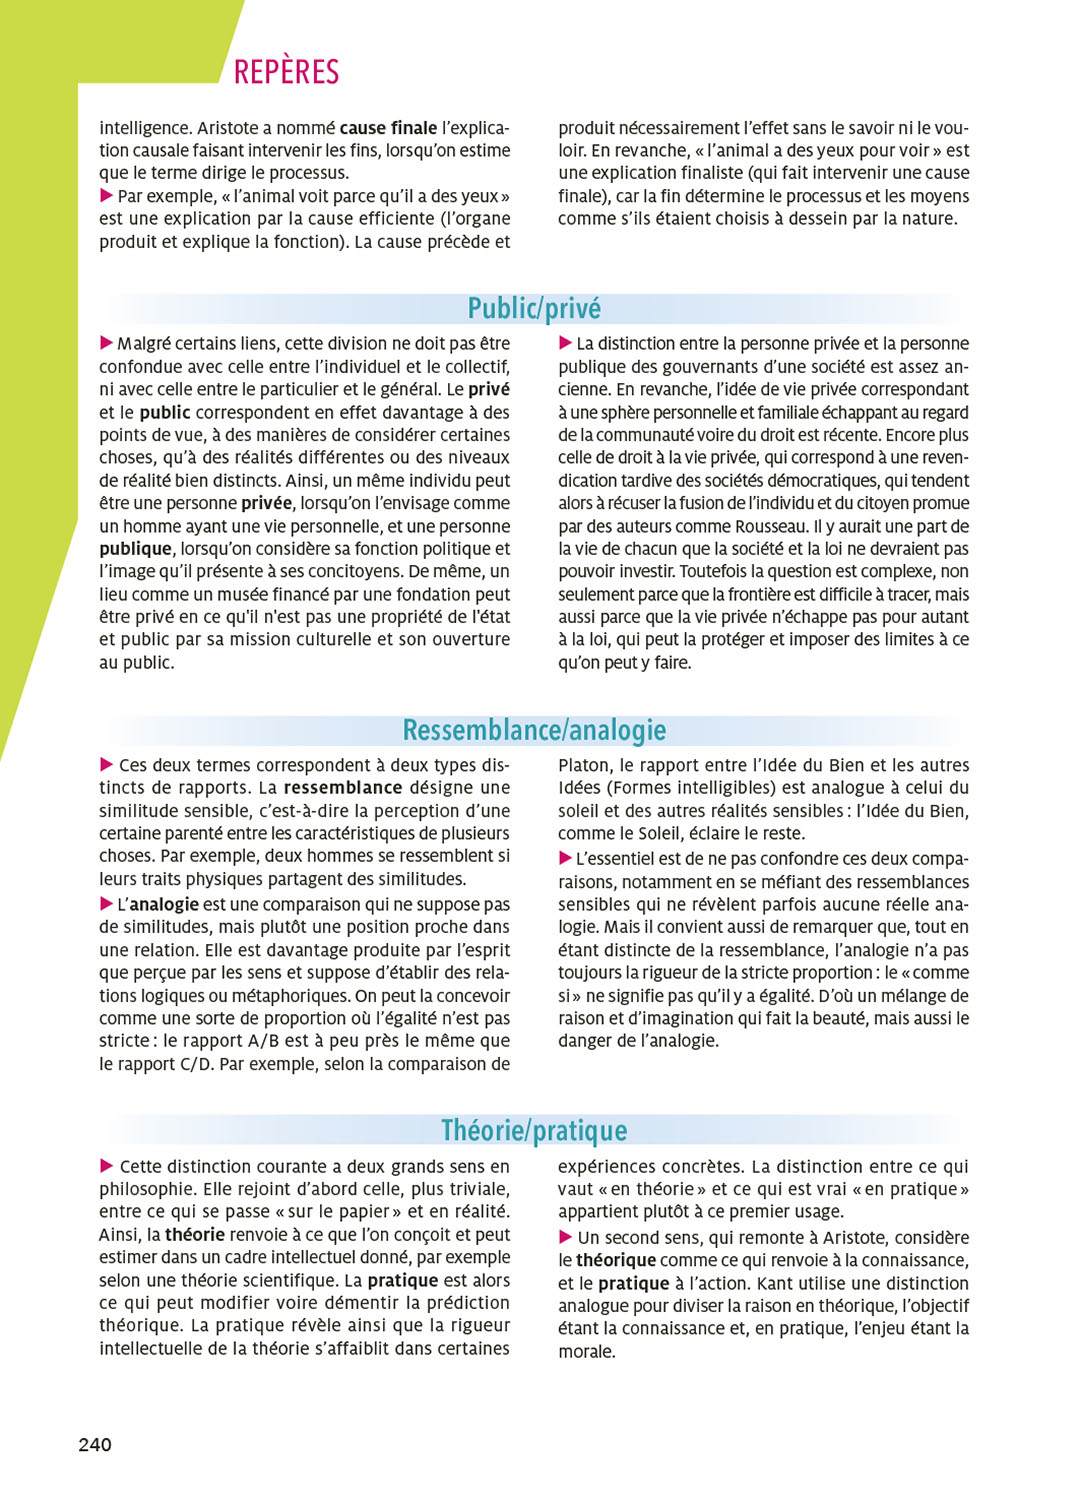 REPÈRES
intelligence. Aristote a nommé cause finale l’explica-
tion causale faisant intervenir les fins, lorsqu’on estime
que le terme dirige le processus.
▶ Par exemple, « l’animal voit parce qu’il a des yeux »
est une explication par la cause efficiente (l’organe
produit et explique la fonction). La cause précède et
produit nécessairement l’effet sans le savoir ni le vou-
loir. En revanche, « l’animal a des yeux pour voir » est
une explication finaliste (qui fait intervenir une cause
finale), car la fin détermine le processus et les moyens
comme s’ils étaient choisis à dessein par la nature.
Public/privé
▶ Malgré certains liens, cette division ne doit pas être
confondue avec celle entre l’individuel et le collectif,
ni avec celle entre le particulier et le général. Le privé
et le public correspondent en effet davantage à des
points de vue, à des manières de considérer certaines
choses, qu’à des réalités différentes ou des niveaux
de réalité bien distincts. Ainsi, un même individu peut
être une personne privée, lorsqu’on l’envisage comme
un homme ayant une vie personnelle, et une personne
publique, lorsqu’on considère sa fonction politique et
l’image qu’il présente à ses concitoyens. De même, un
lieu comme un musée financé par une fondation peut
être privé en ce qu'il n'est pas une propriété de l'état
et public par sa mission culturelle et son ouverture
au public.
▶ La distinction entre la personne privée et la personne
publique des gouvernants d’une société est assez an-
cienne. En revanche, l’idée de vie privée correspondant
à une sphère personnelle et familiale échappant au regard
de la communauté voire du droit est récente. Encore plus
celle de droit à la vie privée, qui correspond à une reven-
dication tardive des sociétés démocratiques, qui tendent
alors à récuser la fusion de l’individu et du citoyen promue
par des auteurs comme Rousseau. Il y aurait une part de
la vie de chacun que la société et la loi ne devraient pas
pouvoir investir. Toutefois la question est complexe, non
seulement parce que la frontière est difficile à tracer, mais
aussi parce que la vie privée n’échappe pas pour autant
à la loi, qui peut la protéger et imposer des limites à ce
qu’on peut y faire.
Ressemblance/analogie
▶ Ces deux termes correspondent à deux types dis-
tincts de rapports. La ressemblance désigne une
similitude sensible, c’est-à-dire la perception d’une
certaine parenté entre les caractéristiques de plusieurs
choses. Par exemple, deux hommes se ressemblent si
leurs traits physiques partagent des similitudes.
▶ L’analogie est une comparaison qui ne suppose pas
de similitudes, mais plutôt une position proche dans
une relation. Elle est davantage produite par l’esprit
que perçue par les sens et suppose d’établir des rela-
tions logiques ou métaphoriques. On peut la concevoir
comme une sorte de proportion où l’égalité n’est pas
stricte : le rapport A/B est à peu près le même que
le rapport C/D. Par exemple, selon la comparaison de
Platon, le rapport entre l’Idée du Bien et les autres
Idées (Formes intelligibles) est analogue à celui du
soleil et des autres réalités sensibles : l’Idée du Bien,
comme le Soleil, éclaire le reste.
▶ L’essentiel est de ne pas confondre ces deux compa-
raisons, notamment en se méfiant des ressemblances
sensibles qui ne révèlent parfois aucune réelle ana-
logie. Mais il convient aussi de remarquer que, tout en
étant distincte de la ressemblance, l’analogie n’a pas
toujours la rigueur de la stricte proportion : le « comme
si » ne signifie pas qu’il y a égalité. D’où un mélange de
raison et d’imagination qui fait la beauté, mais aussi le
danger de l’analogie.
Théorie/pratique
▶ Cette distinction courante a deux grands sens en
philosophie. Elle rejoint d’abord celle, plus triviale,
entre ce qui se passe « sur le papier » et en réalité.
Ainsi, la théorie renvoie à ce que l’on conçoit et peut
estimer dans un cadre intellectuel donné, par exemple
selon une théorie scientifique. La pratique est alors
ce qui peut modifier voire démentir la prédiction
théorique. La pratique révèle ainsi que la rigueur
intellectuelle de la théorie s’affaiblit dans certaines
expériences concrètes. La distinction entre ce qui
vaut « en théorie » et ce qui est vrai « en pratique »
appartient plutôt à ce premier usage.
▶ Un second sens, qui remonte à Aristote, considère
le théorique comme ce qui renvoie à la connaissance,
et le pratique à l’action. Kant utilise une distinction
analogue pour diviser la raison en théorique, l’objectif
étant la connaissance et, en pratique, l’enjeu étant la
morale.
240